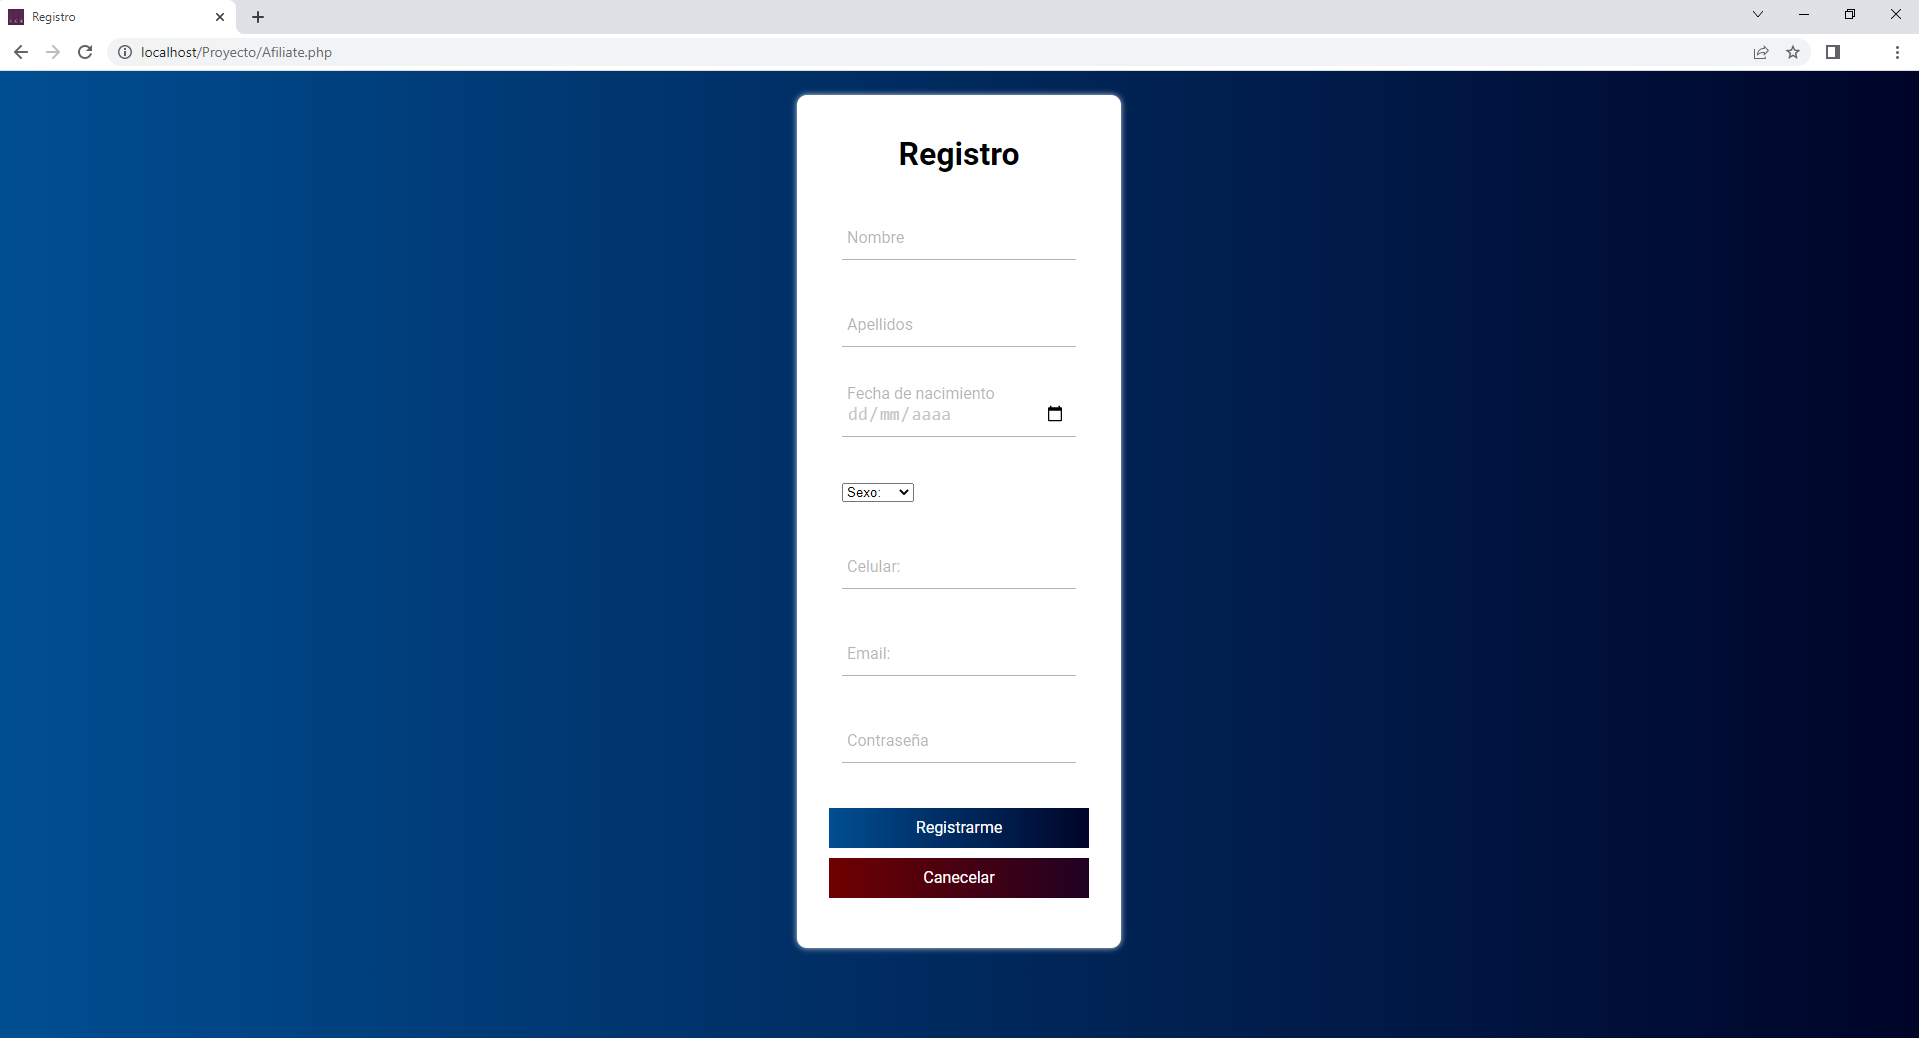 Registro
localhost/Proyecto/Afiliate.php
Registro
Nombre
Apellidos
Fecha de nacimiento
dd/mm/aaaa
Sexo:
Celular:
Email:
Contraseña
Registrarme
Canecelar